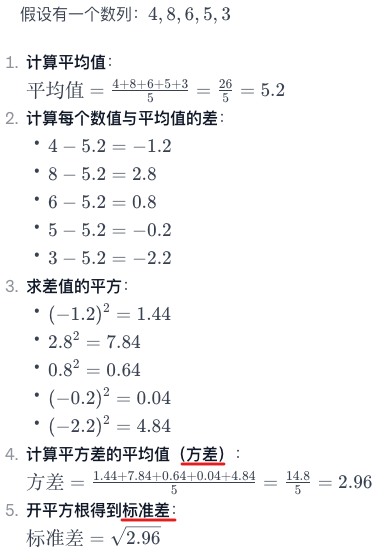 假设有一个数列：4, 8, 6, 5, 3
1. 计算平均值：
平均值 = \frac{4+8+6+5+3}{5} = \frac{26}{5} = 5.2
2. 计算每个数值与平均值的差：
• 4 − 5.2 = −1.2
• 8 − 5.2 = 2.8
• 6 − 5.2 = 0.8
• 5 − 5.2 = −0.2
• 3 − 5.2 = −2.2
3. 求差值的平方：
• (−1.2)² = 1.44
• 2.8² = 7.84
• 0.8² = 0.64
• (−0.2)² = 0.04
• (−2.2)² = 4.84
4. 计算平方差的平均值（方差）：
方差 = \frac{1.44+7.84+0.64+0.04+4.84}{5} = \frac{14.8}{5} = 2.96
5. 开平方根得到标准差：
标准差 = √2.96